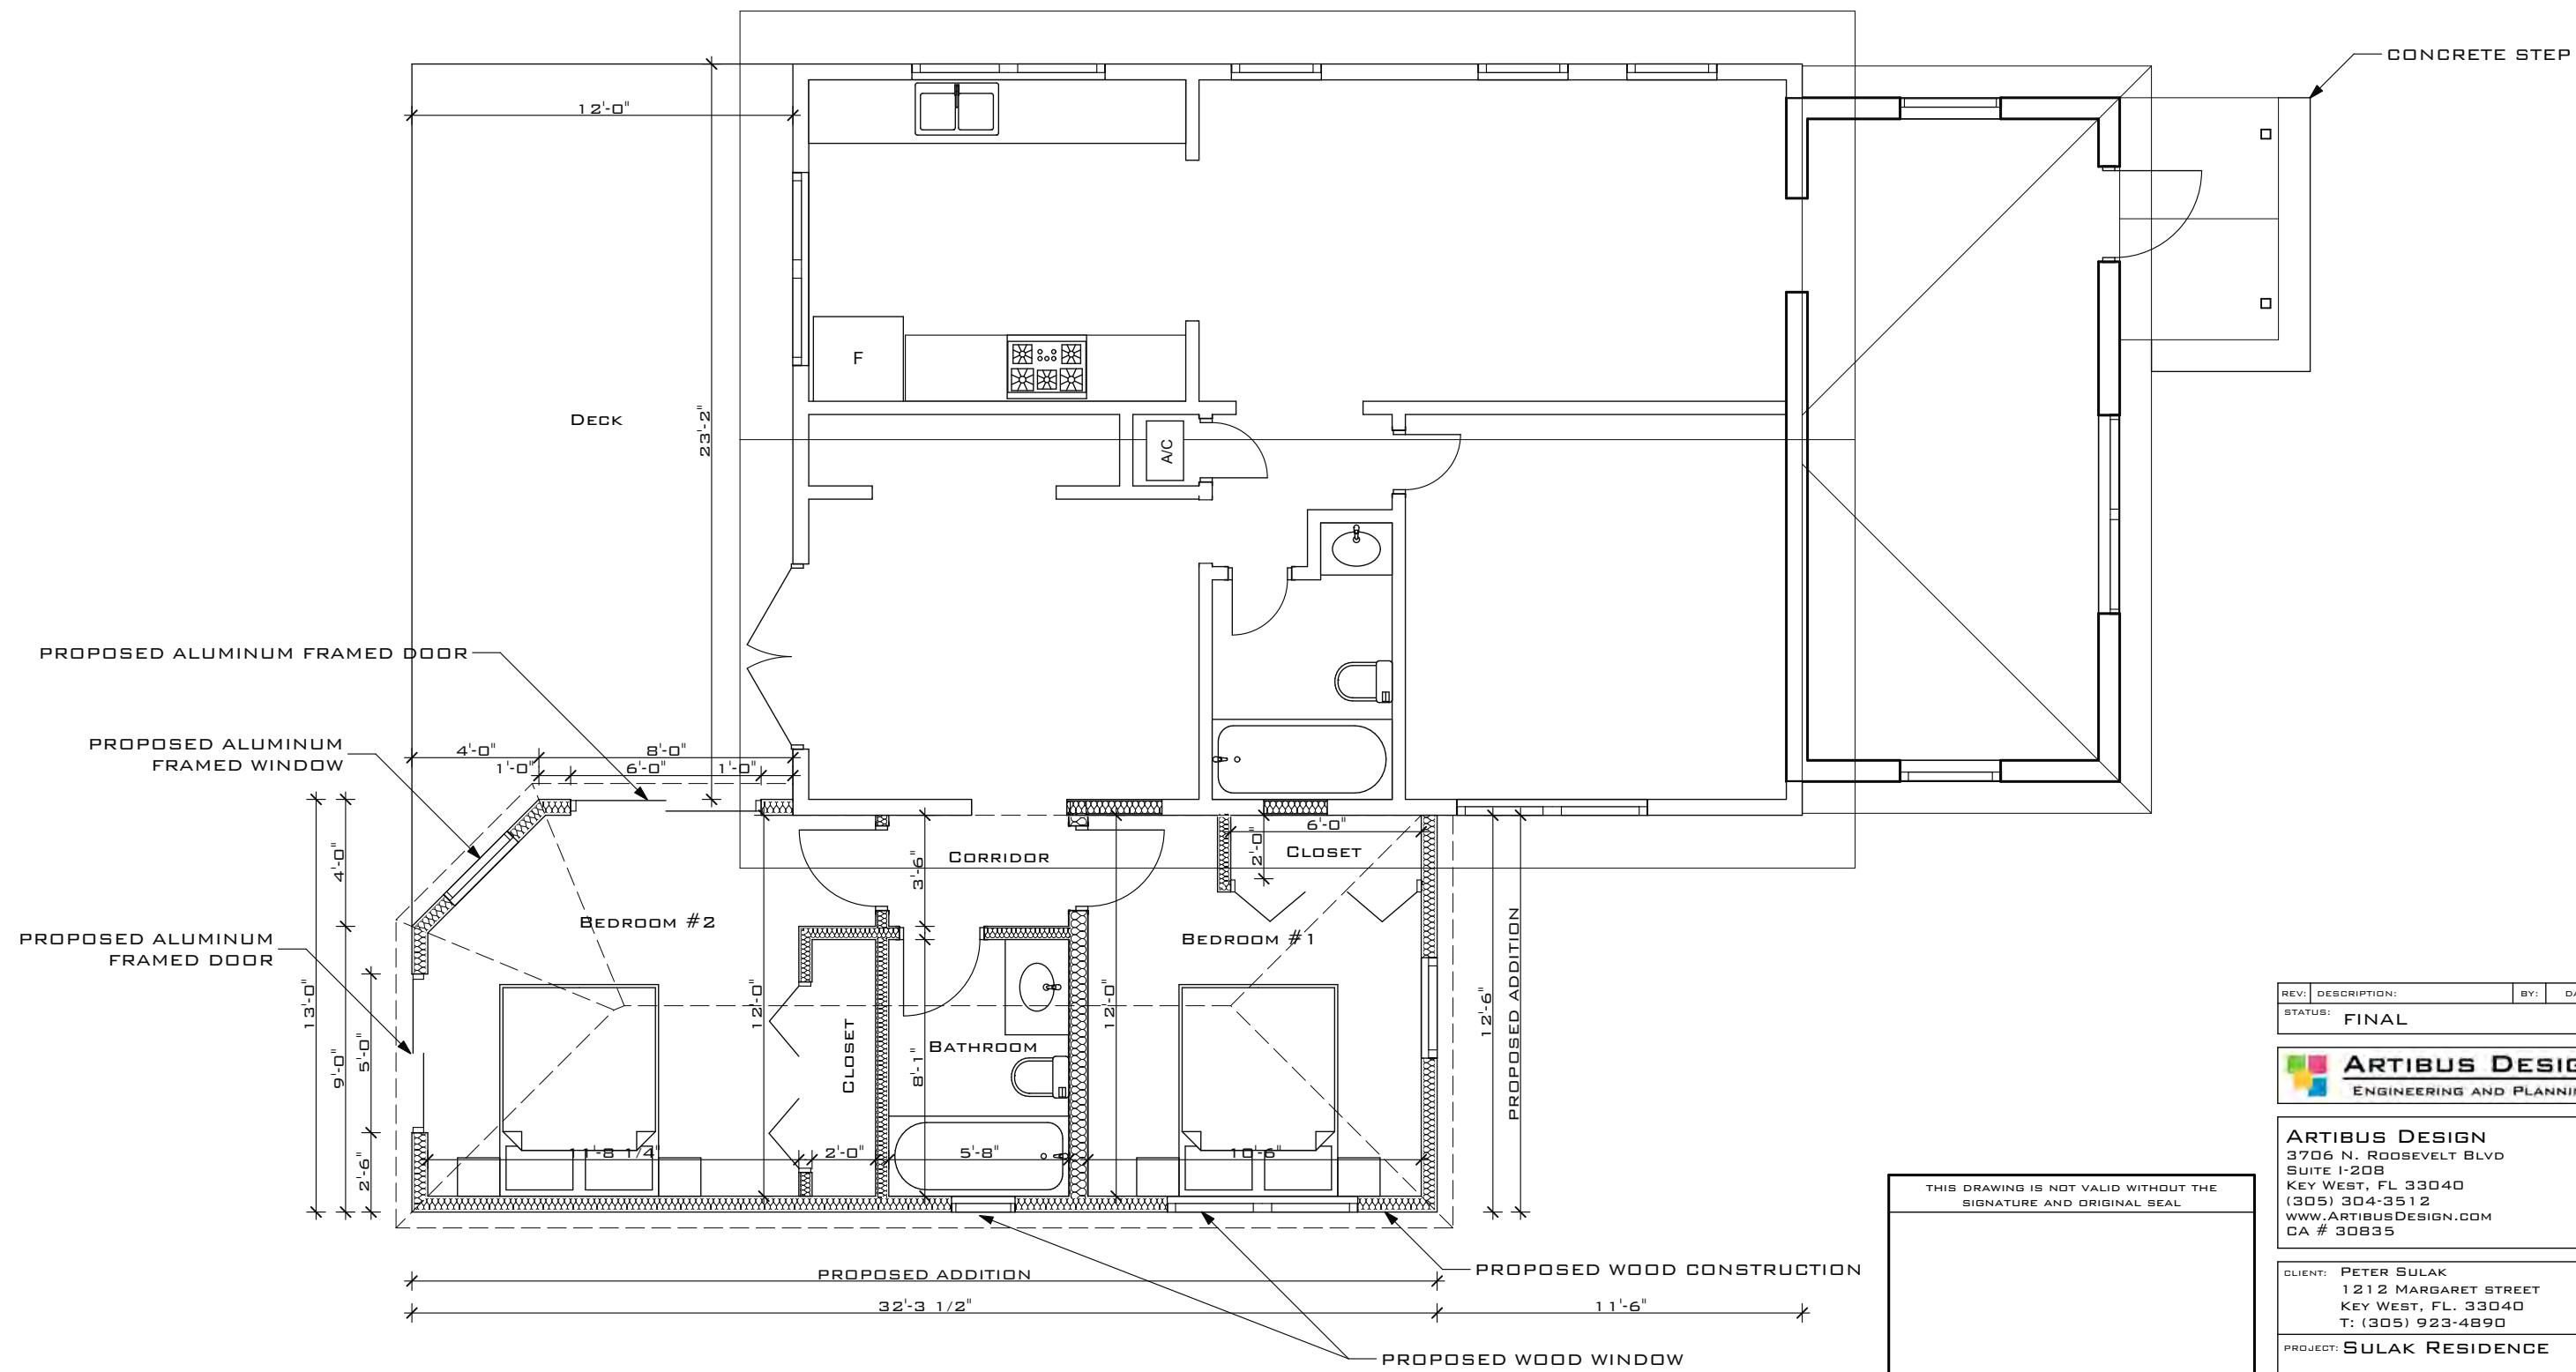 CONCRETE STEP
12'-0"
DECK
23'-2"
F
A/C
PROPOSED ALUMINUM FRAMED DOOR
PROPOSED ALUMINUM
FRAMED WINDOW
4'-0"
8'-0"
1'-0"
6'-0"
1'-0"
PROPOSED ALUMINUM
FRAMED DOOR
13'-0"
4'-0"
9'-0"
5'-0"
2'-6"
BEDROOM #2
CORRIDOR
3'-6"
2'-0"
6'-0"
CLOSET
BEDROOM #1
12'-0"
CLOSET
8'-1"
BATHROOM
12'-0"
12'-6"
PROPOSED ADDITION
11'-8 1/4"
2'-0"
5'-8"
10'-6"
PROPOSED ADDITION
32'-3 1/2"
11'-6"
PROPOSED WOOD CONSTRUCTION
PROPOSED WOOD WINDOW
THIS DRAWING IS NOT VALID WITHOUT THE
SIGNATURE AND ORIGINAL SEAL
REV: DESCRIPTION: BY:
STATUS: FINAL
ARTIBUS
ENGINEERING AND
ARTIBUS DESIGN
3706 N. ROOSEVELT BLVD
SUITE I-208
KEY WEST, FL 33040
(305) 304-3512
WWW.ARTIBUSDESIGN.COM
CA # 30835
CLIENT: PETER SULAK
1212 MARGARET STREET
KEY WEST, FL. 33040
T: (305) 923-4890
PROJECT: SULAK RESIDENCE